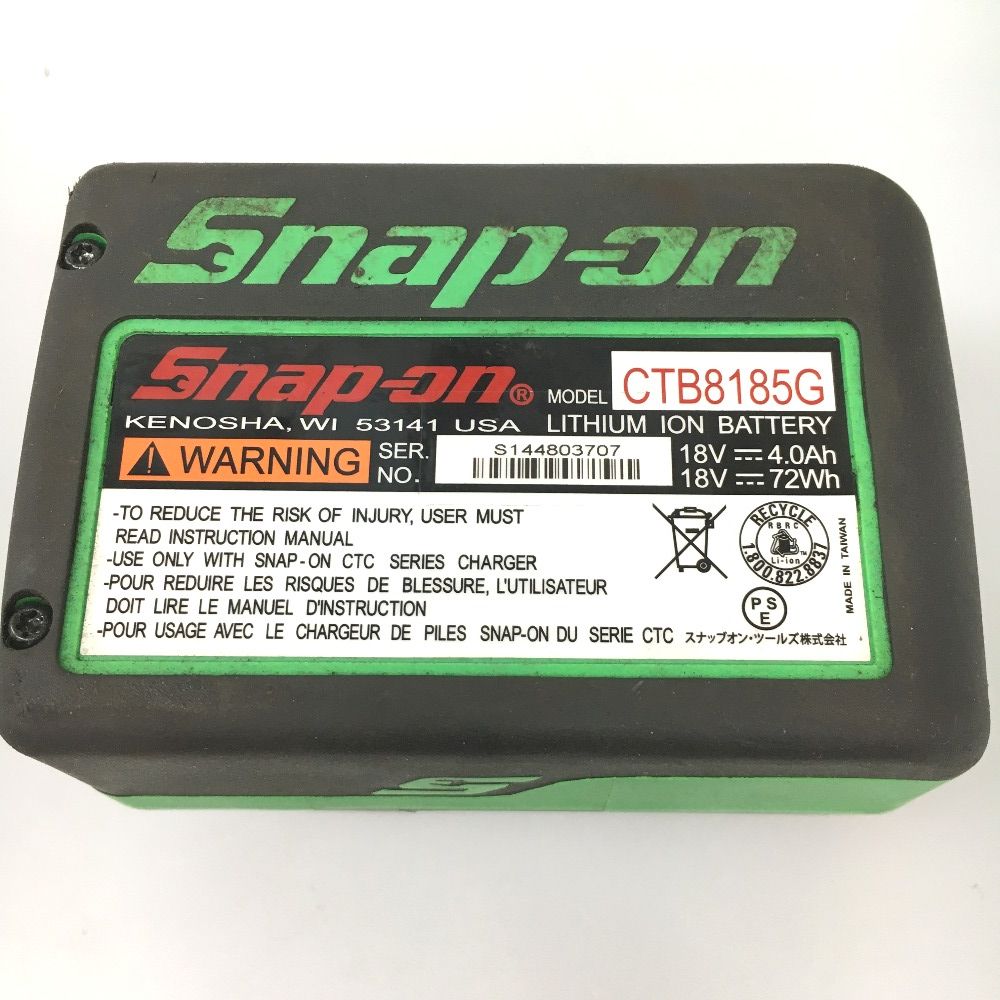 Snap-on
Snap-on®
MODEL CTB8185G
KENOSHA, WI 53141 USA
LITHIUM ION BATTERY
WARNING
SER. NO.
S144803707
18V ⎓ 4.0Ah
18V ⎓ 72Wh
-TO REDUCE THE RISK OF INJURY, USER MUST
READ INSTRUCTION MANUAL
-USE ONLY WITH SNAP-ON CTC SERIES CHARGER
-POUR REDUIRE LES RISQUES DE BLESSURE, L'UTILISATEUR
DOIT LIRE LE MANUEL D'INSTRUCTION
-POUR USAGE AVEC LE CHARGEUR DE PILES SNAP-ON DU SERIE CTC
RECYCLE
RBRC
Li-ion ™
1.800.822.8837
MADE IN TAIWAN
PS
E
スナップオン・ツールズ株式会社
S